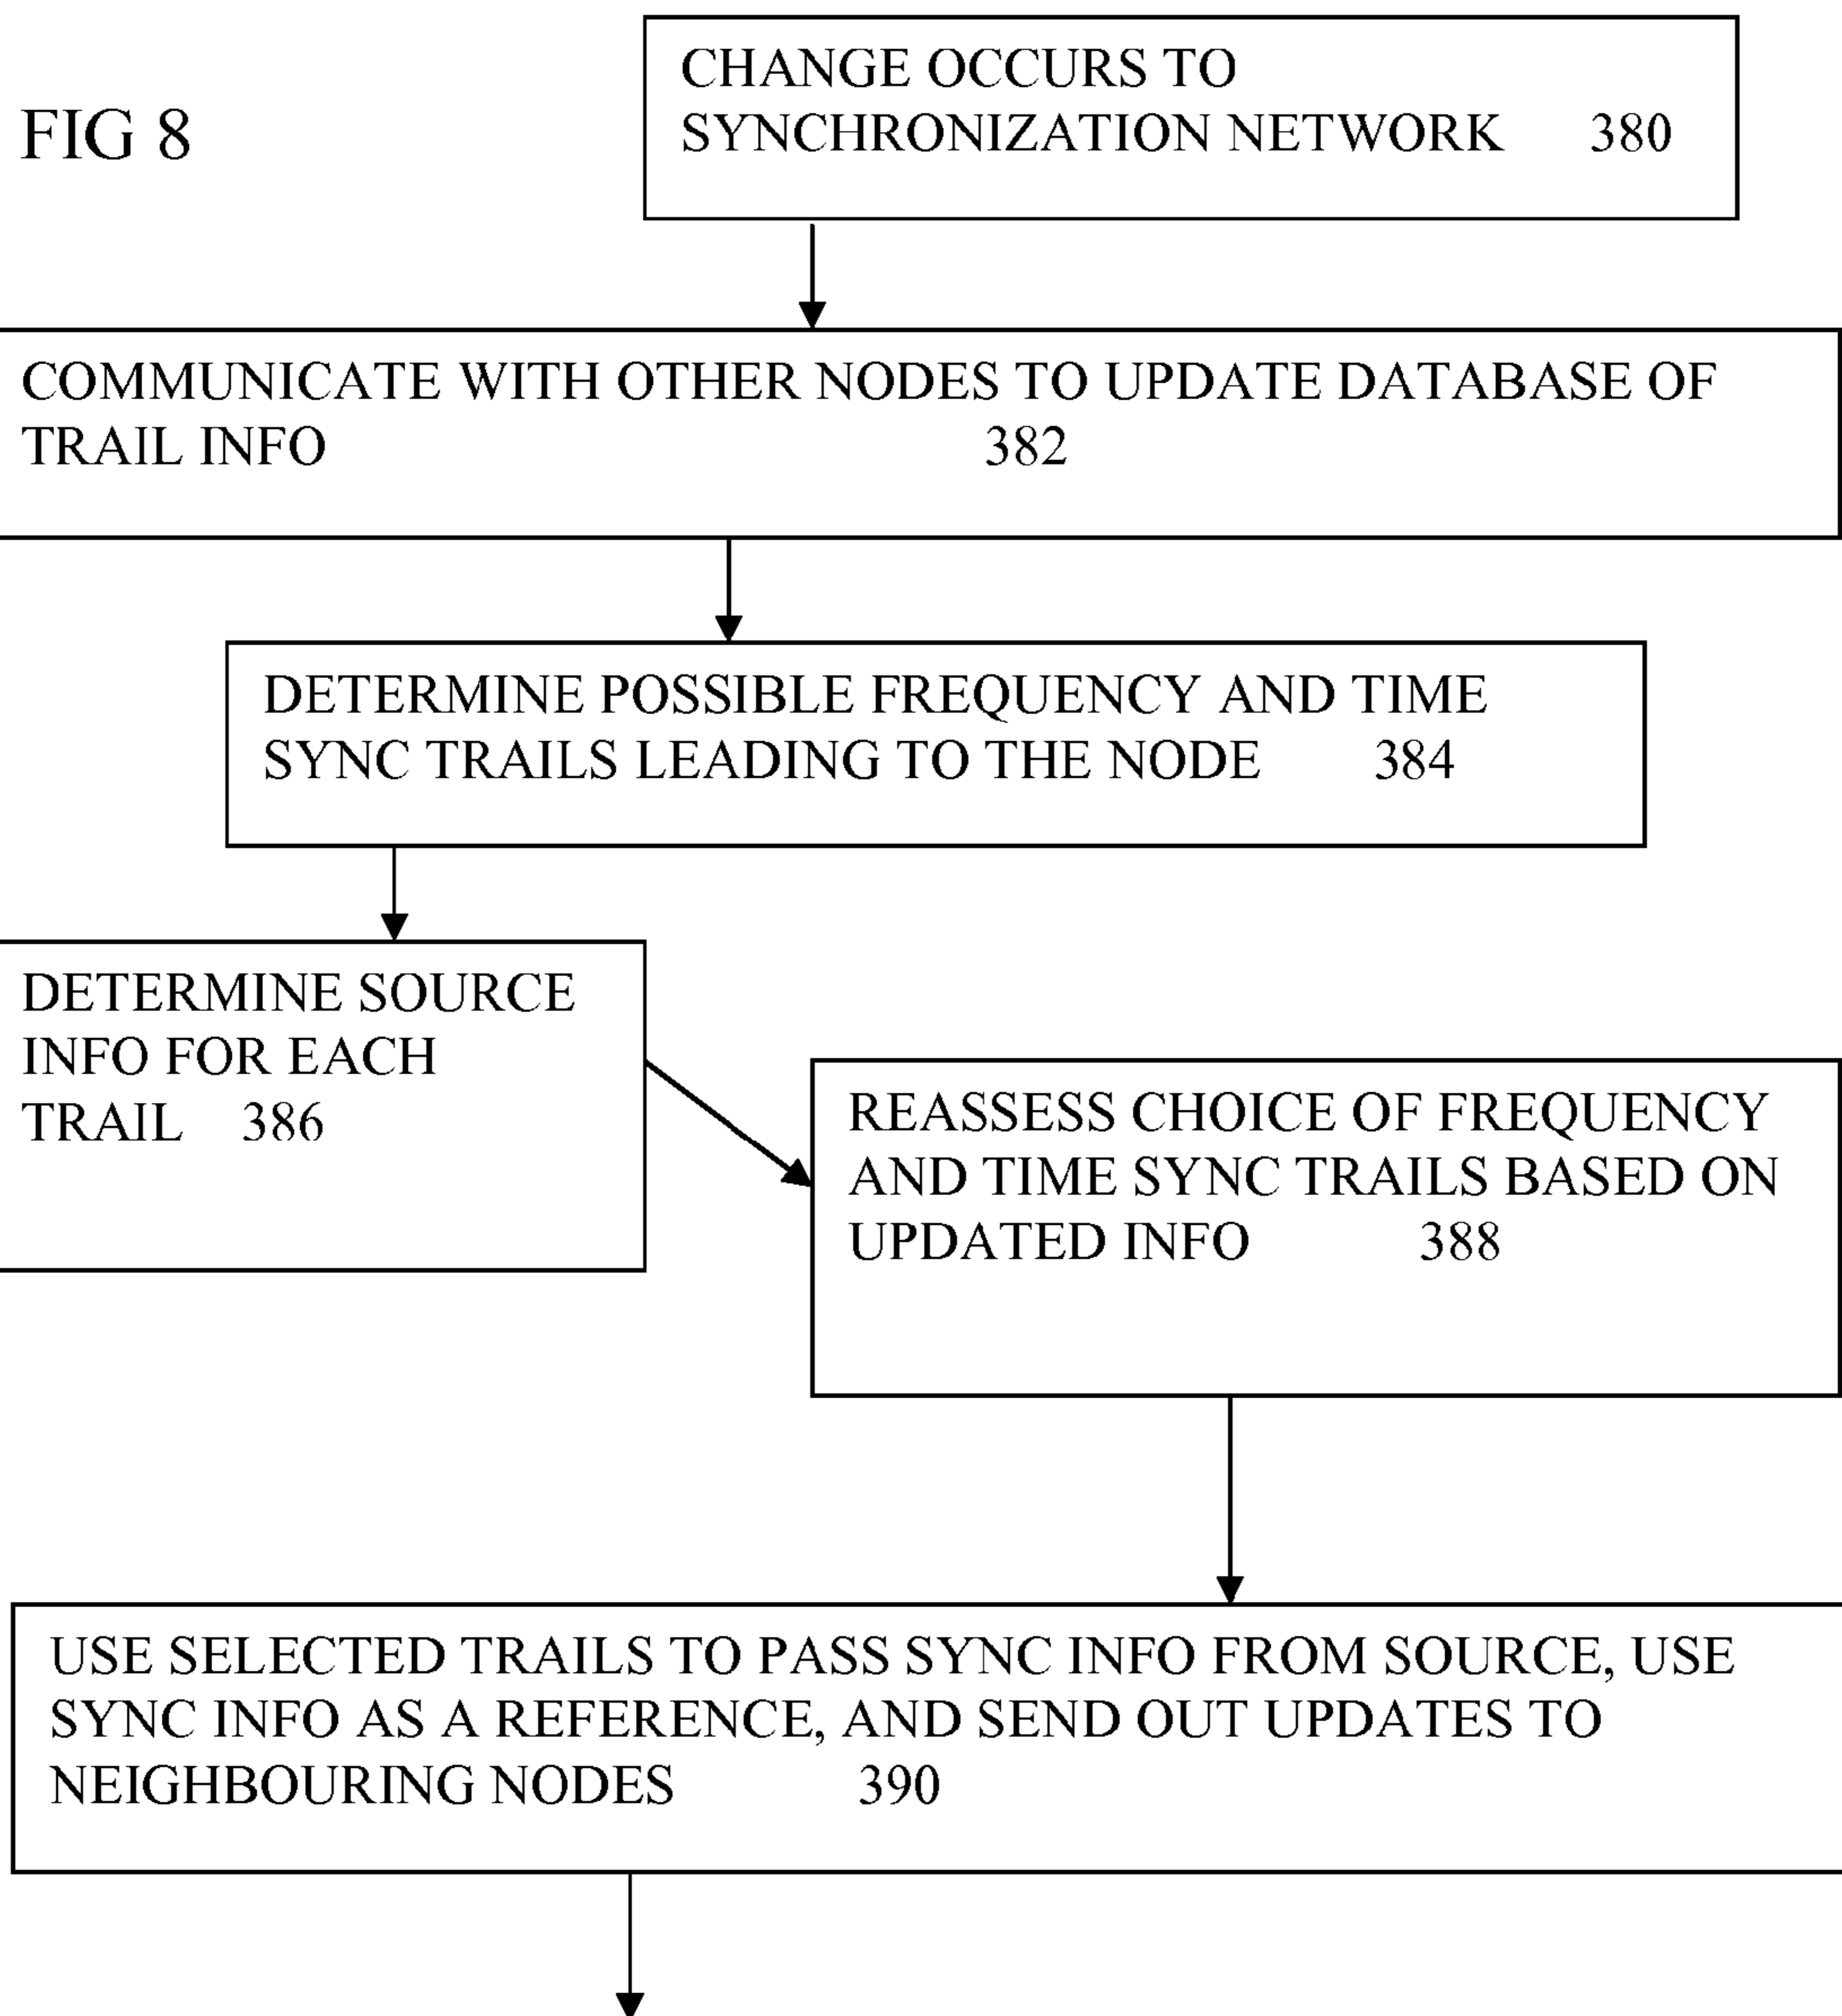 FIG 8
CHANGE OCCURS TO
SYNCHRONIZATION NETWORK 380
COMMUNICATE WITH OTHER NODES TO UPDATE DATABASE OF
TRAIL INFO 382
DETERMINE POSSIBLE FREQUENCY AND TIME
SYNC TRAILS LEADING TO THE NODE 384
DETERMINE SOURCE
INFO FOR EACH
TRAIL 386
REASSESS CHOICE OF FREQUENCY
AND TIME SYNC TRAILS BASED ON
UPDATED INFO 388
USE SELECTED TRAILS TO PASS SYNC INFO FROM SOURCE, USE
SYNC INFO AS A REFERENCE, AND SEND OUT UPDATES TO
NEIGHBOURING NODES 390